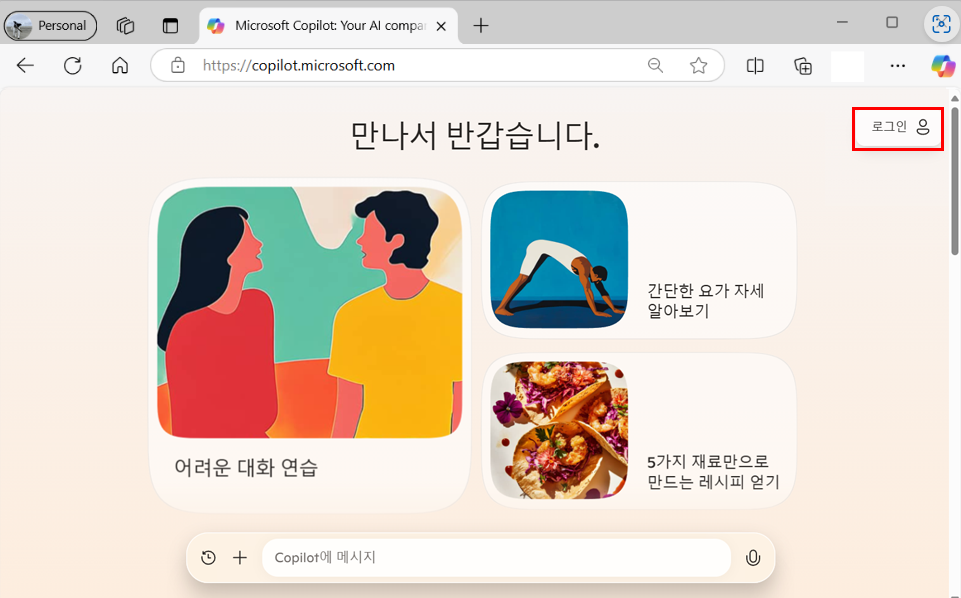 Personal
Microsoft Copilot: Your AI compa
https://copilot.microsoft.com
로그인
만나서 반갑습니다.
어려운 대화 연습
간단한 요가 자세
알아보기
5가지 재료만으로
만드는 레시피 얻기
Copilot에 메시지